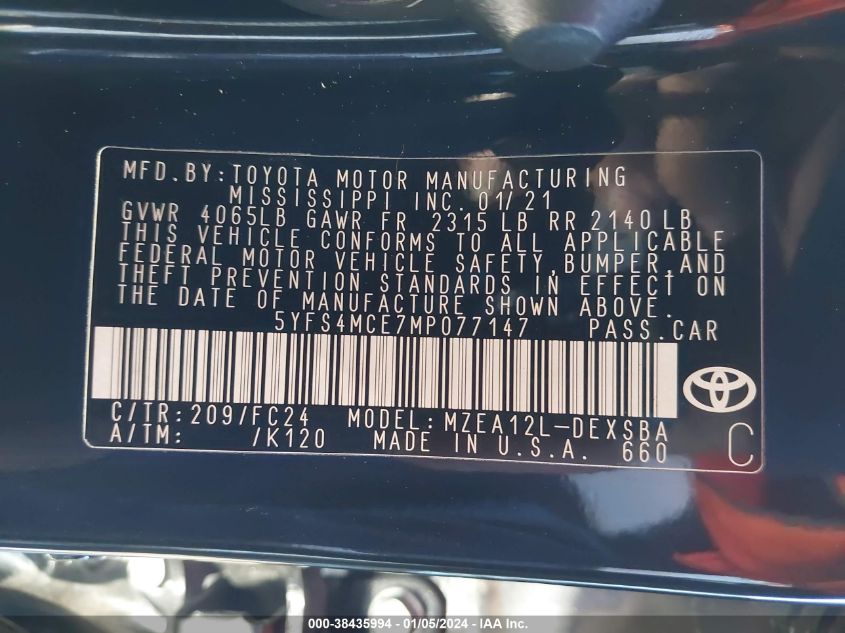 MFD.BY:TOYOTA MOTOR MANUFACTURING
MISSISSIPPI INC. 01/21
GVWR 4065LB GAWR FR 2315 LB RR 2140 LB
THIS VEHICLE CONFORMS TO ALL APPLICABLE
FEDERAL MOTOR VEHICLE SAFETY,BUMPER,AND
THEFT PREVENTION STANDARDS IN EFFECT ON
THE DATE OF MANUFACTURE SHOWN ABOVE.
5YFS4MCE7MP077147 PASS.CAR
C/TR:209/FC24 MODEL:MZEA12L-DEXSBA
A/TM: /K120 MADE IN U.S.A. 660 C
000-38435994 - 01/05/2024 - IAA Inc.